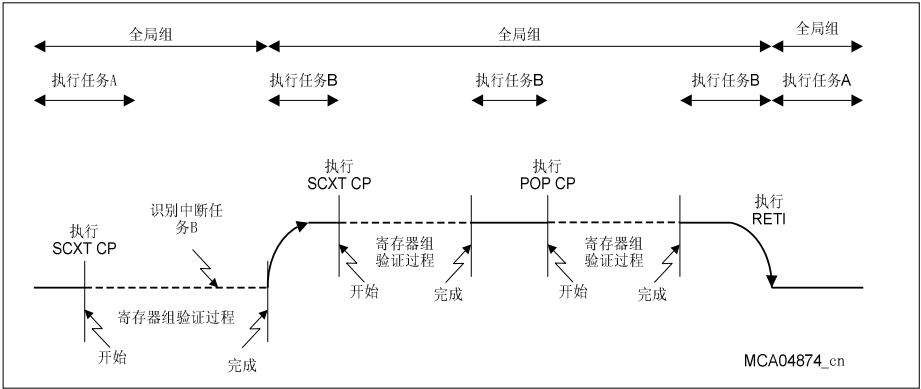 全局组
全局组
全局组
执行任务A
执行任务B
执行任务B
执行任务B
执行任务A
执行
SCXT CP
执行
POP CP
识别中断任
务B
执行
RETI
执行
SCXT CP
寄存器组
验证过程
寄存器组
验证过程
开始
完成
开始
完成
寄存器组验证过程
开始
完成
MCA04874_cn